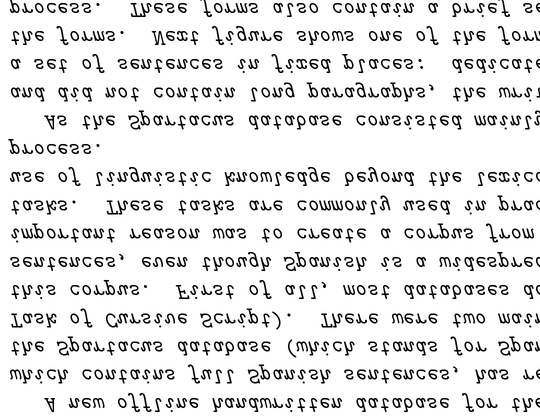 A new offline handwritten database for the
which contains full Spanish sentences, has re
the Spartacus database (which stands for Span
Task of Cursive Script). There were two main
this corpus. First of all, most databases do
sentences, even though Spanish is a widesprea
important reason was to create a corpus from
tasks. These tasks are commonly used in prac
use of linguistic knowledge beyond the lexico
process.
As the Spartacus database consisted mainly
and did not contain long paragraphs, the writ
a set of sentences in fixed places: dedicate
the forms. Next figure shows one of the form
process. These forms also contain a brief se